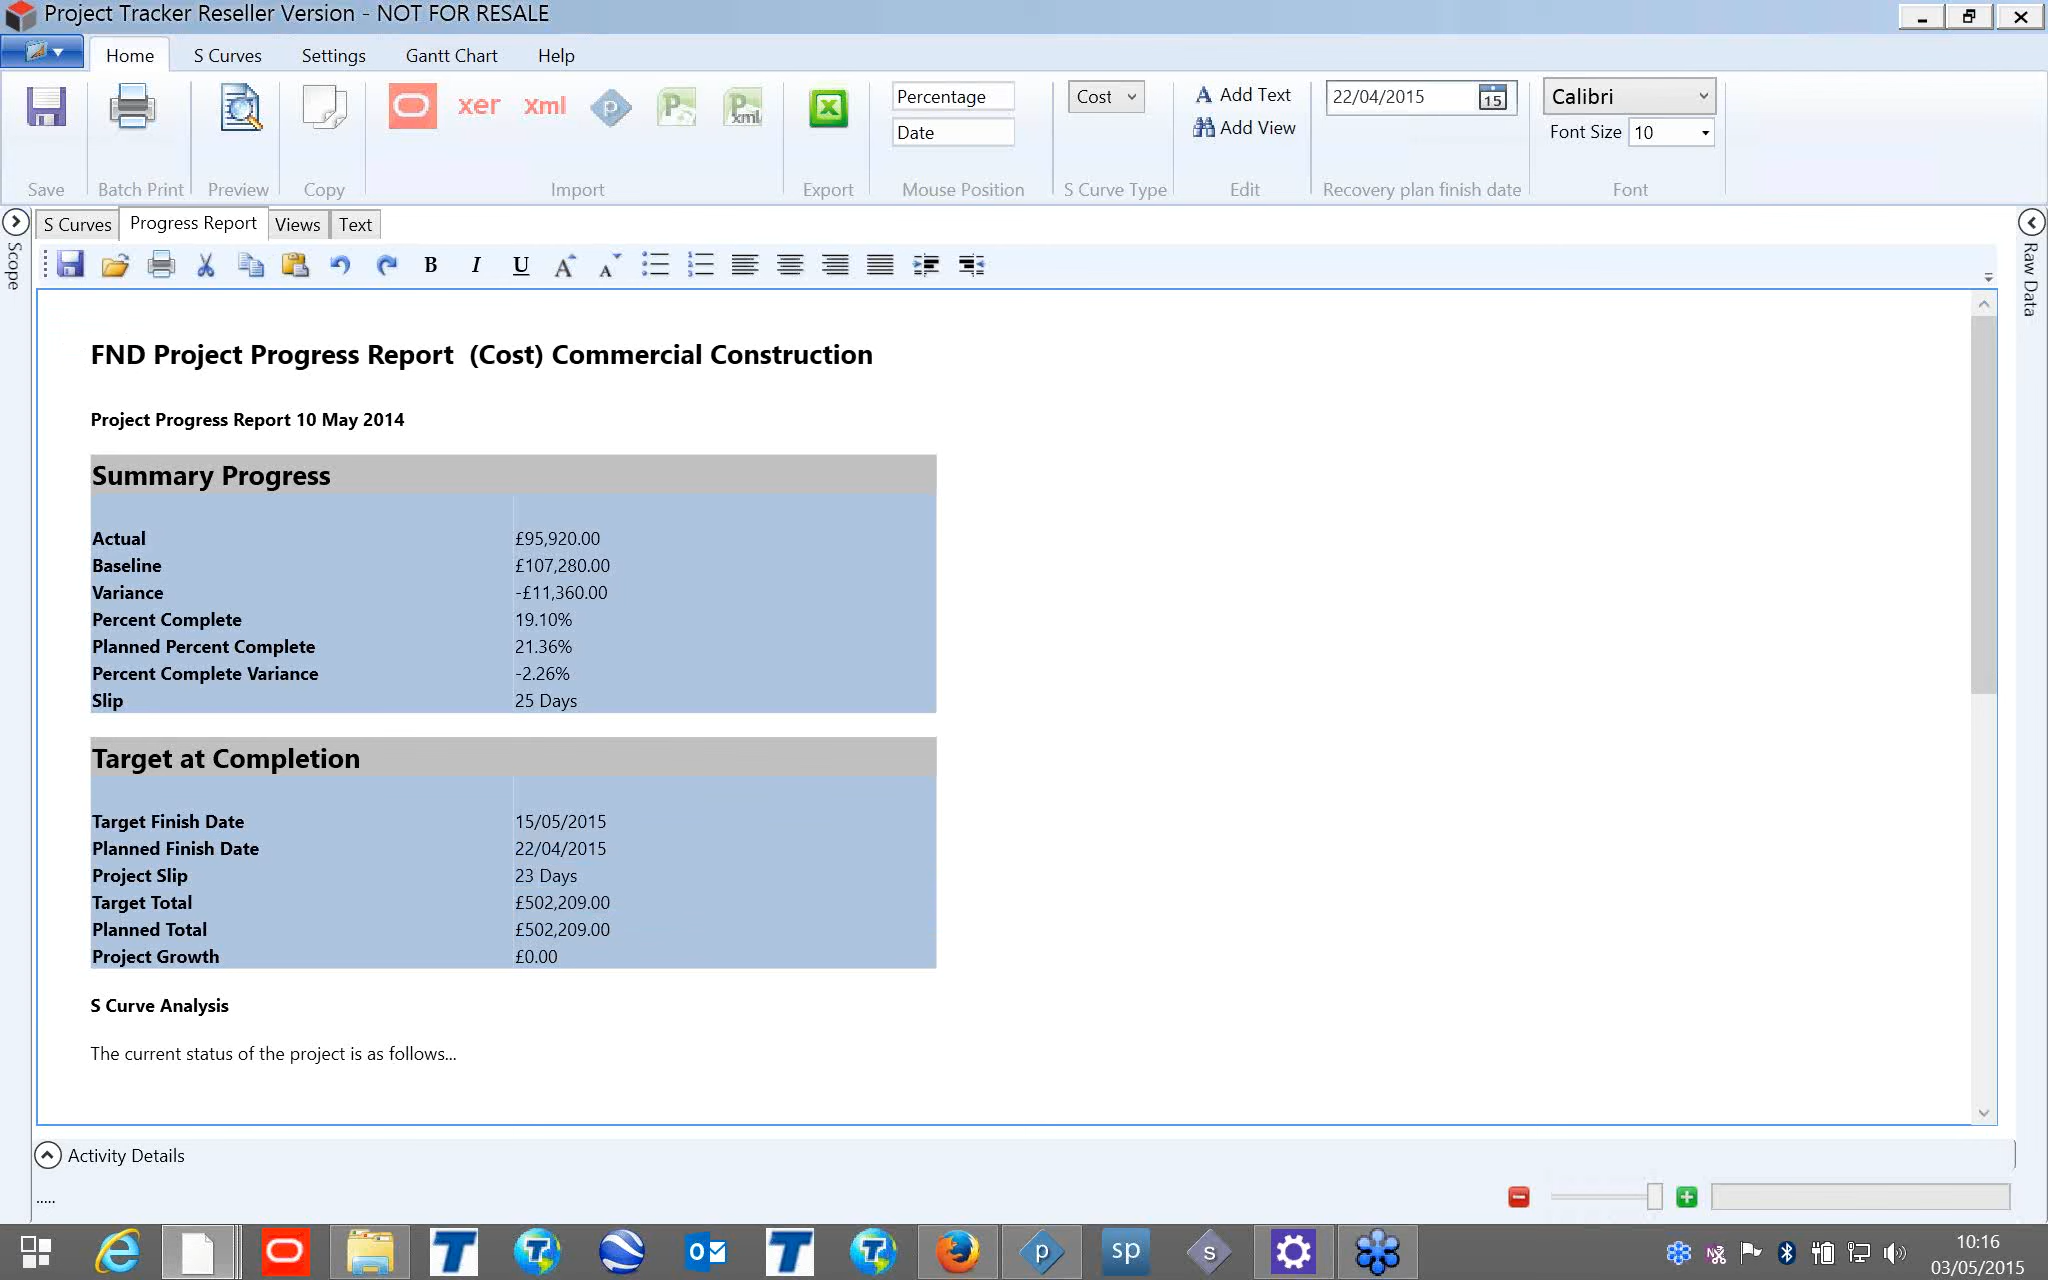 Project Tracker Reseller Version - NOT FOR RESALE
Home S Curves Settings Gantt Chart Help
xer xml P P xml X Percentage Cost A Add Text 22/04/2015 15 Calibri
Date Add View Font Size 10
Save Batch Print Preview Copy Import Export Mouse Position S Curve Type Edit Recovery plan finish date Font
S Curves Progress Report Views Text
Scope
Raw Data
B I U A A
FND Project Progress Report (Cost) Commercial Construction
Project Progress Report 10 May 2014
Summary Progress
Actual £95,920.00
Baseline £107,280.00
Variance -£11,360.00
Percent Complete 19.10%
Planned Percent Complete 21.36%
Percent Complete Variance -2.26%
Slip 25 Days
Target at Completion
Target Finish Date 15/05/2015
Planned Finish Date 22/04/2015
Project Slip 23 Days
Target Total £502,209.00
Planned Total £502,209.00
Project Growth £0.00
S Curve Analysis
The current status of the project is as follows...
Activity Details
.....
p sp s
10:16
03/05/2015